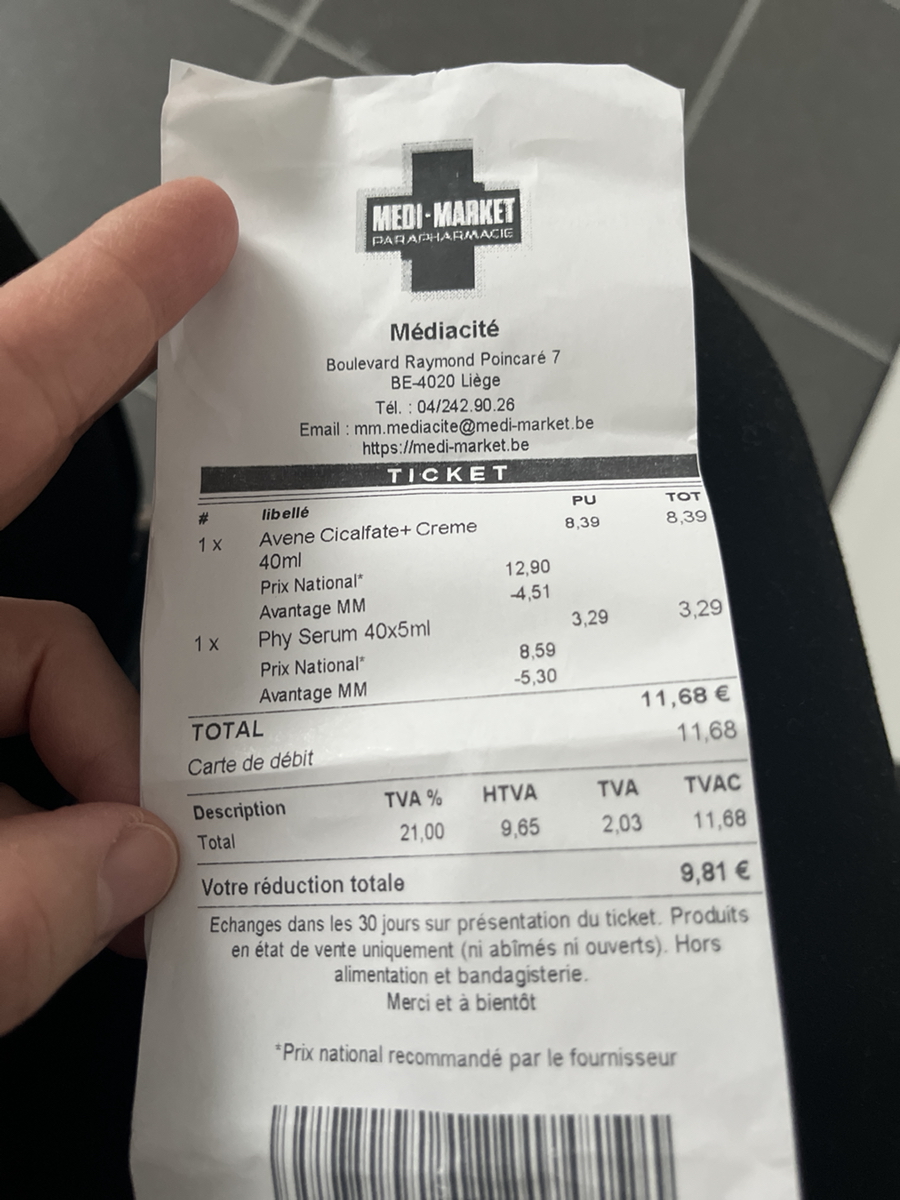 MEDI-MARKET
PARAPHARMACIE
Médiacité
Boulevard Raymond Poincaré 7
BE-4020 Liège
Tél. : 04/242.90.26
Email : mm.mediacite@medi-market.be
https://medi-market.be
TICKET
# libellé PU TOT
1 x Avene Cicalfate+ Creme 8,39 8,39
40ml
Prix National* 12,90
Avantage MM -4,51
1 x Phy Serum 40x5ml 3,29 3,29
Prix National* 8,59
Avantage MM -5,30
TOTAL 11,68 €
Carte de débit 11,68
Description TVA % HTVA TVA TVAC
Total 21,00 9,65 2,03 11,68
Votre réduction totale 9,81 €
Echanges dans les 30 jours sur présentation du ticket. Produits
en état de vente uniquement (ni abîmés ni ouverts). Hors
alimentation et bandagisterie.
Merci et à bientôt
*Prix national recommandé par le fournisseur